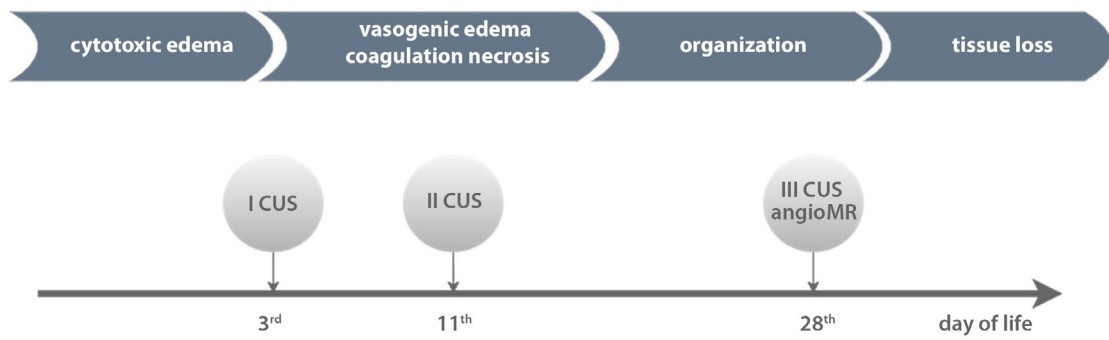 cytotoxic edema
vasogenic edema
coagulation necrosis
organization
tissue loss
I CUS
II CUS
III CUS
angioMR
3rd
11th
28th
day of life